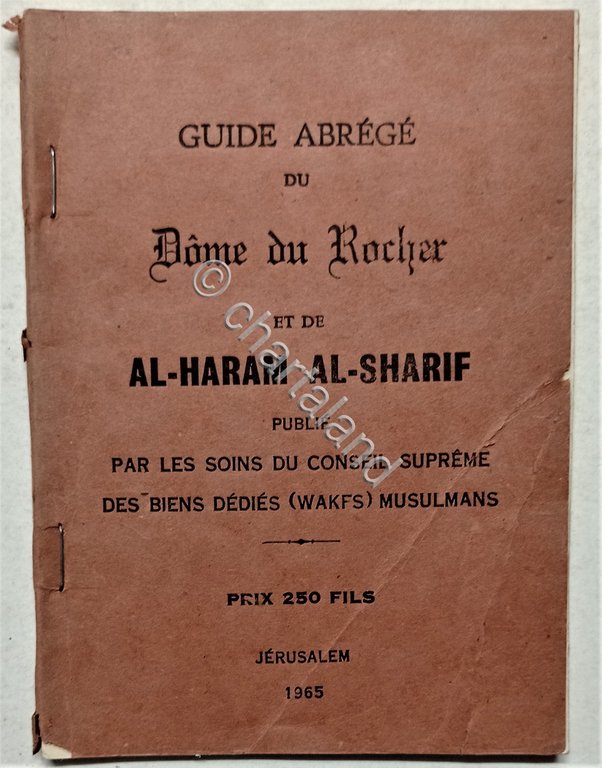 GUIDE ABRÉGÉ
DU
Dôme du Rocher
ET DE
AL-HARAM AL-SHARIF
PUBLIÉ
PAR LES SOINS DU CONSEIL SUPRÊME
DES BIENS DÉDIÉS (WAKFS) MUSULMANS
PRIX 250 FILS
JÉRUSALEM
1965
© chartaland